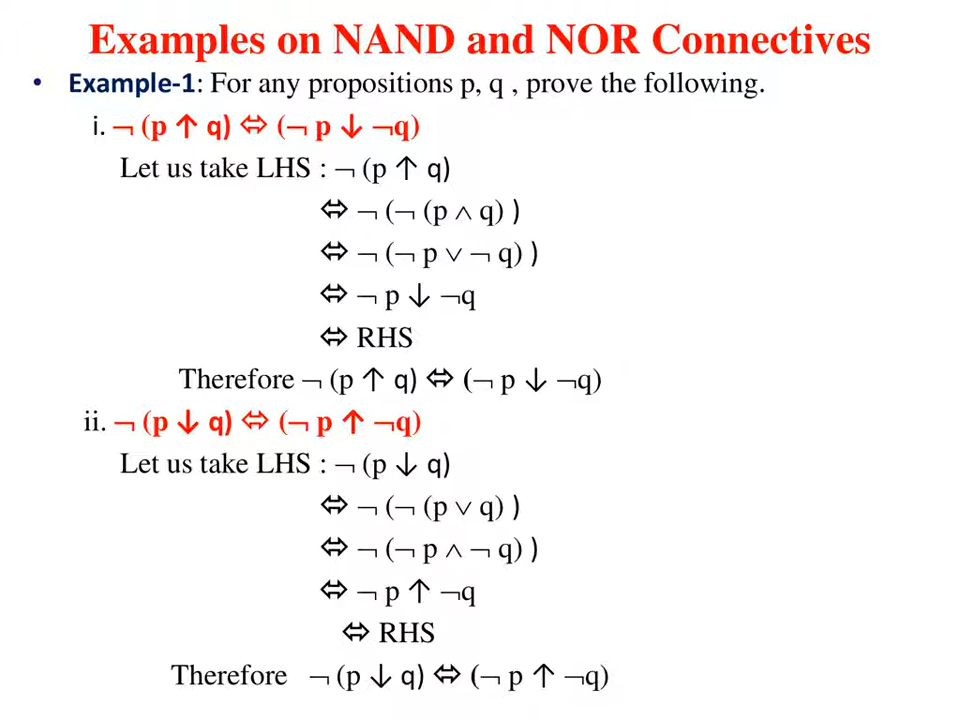 Examples on NAND and NOR Connectives
• Example-1: For any propositions p, q , prove the following.
i. ¬ (p ↑ q) ⇔ (¬ p ↓ ¬q)
Let us take LHS : ¬ (p ↑ q)
⇔ ¬ (¬ (p ∧ q) )
⇔ ¬ (¬ p ∨ ¬ q) )
⇔ ¬ p ↓ ¬q
⇔ RHS
Therefore ¬ (p ↑ q) ⇔ (¬ p ↓ ¬q)
ii. ¬ (p ↓ q) ⇔ (¬ p ↑ ¬q)
Let us take LHS : ¬ (p ↓ q)
⇔ ¬ (¬ (p ∨ q) )
⇔ ¬ (¬ p ∧ ¬ q) )
⇔ ¬ p ↑ ¬q
⇔ RHS
Therefore ¬ (p ↓ q) ⇔ (¬ p ↑ ¬q)